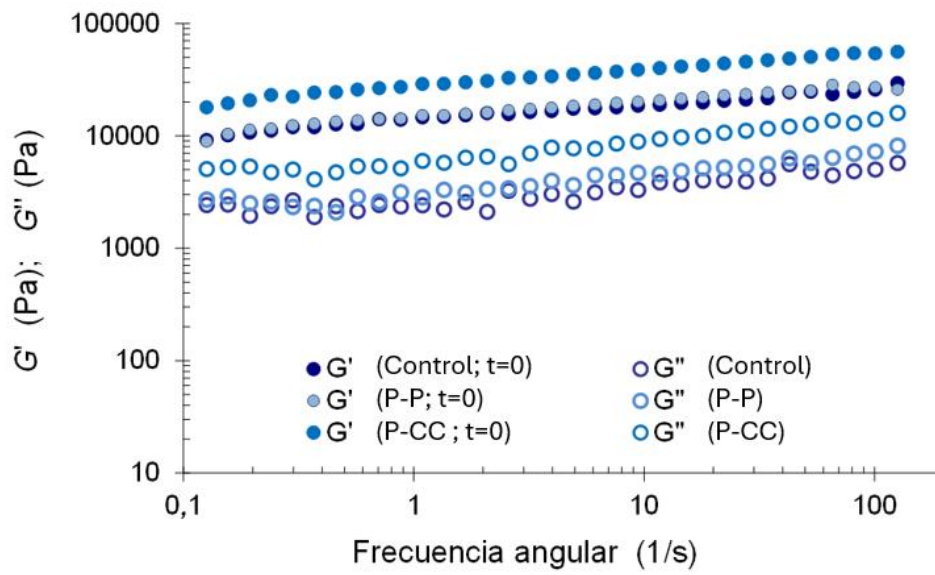 100000
10000
1000
100
10
G' (Pa); G" (Pa)
G' (Control; t=0)
G" (Control)
G' (P-P; t=0)
G" (P-P)
G' (P-CC ; t=0)
G" (P-CC)
0,1
1
10
100
Frecuencia angular (1/s)